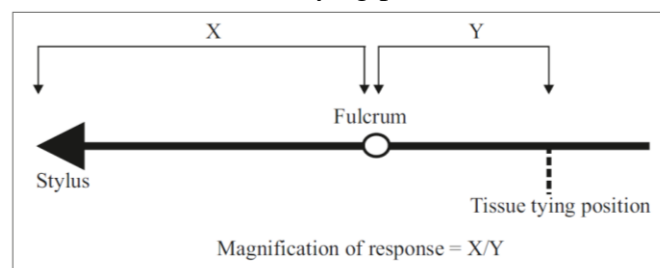 X Y
Fulcrum
Stylus
Tissue tying position
Magnification of response = X/Y